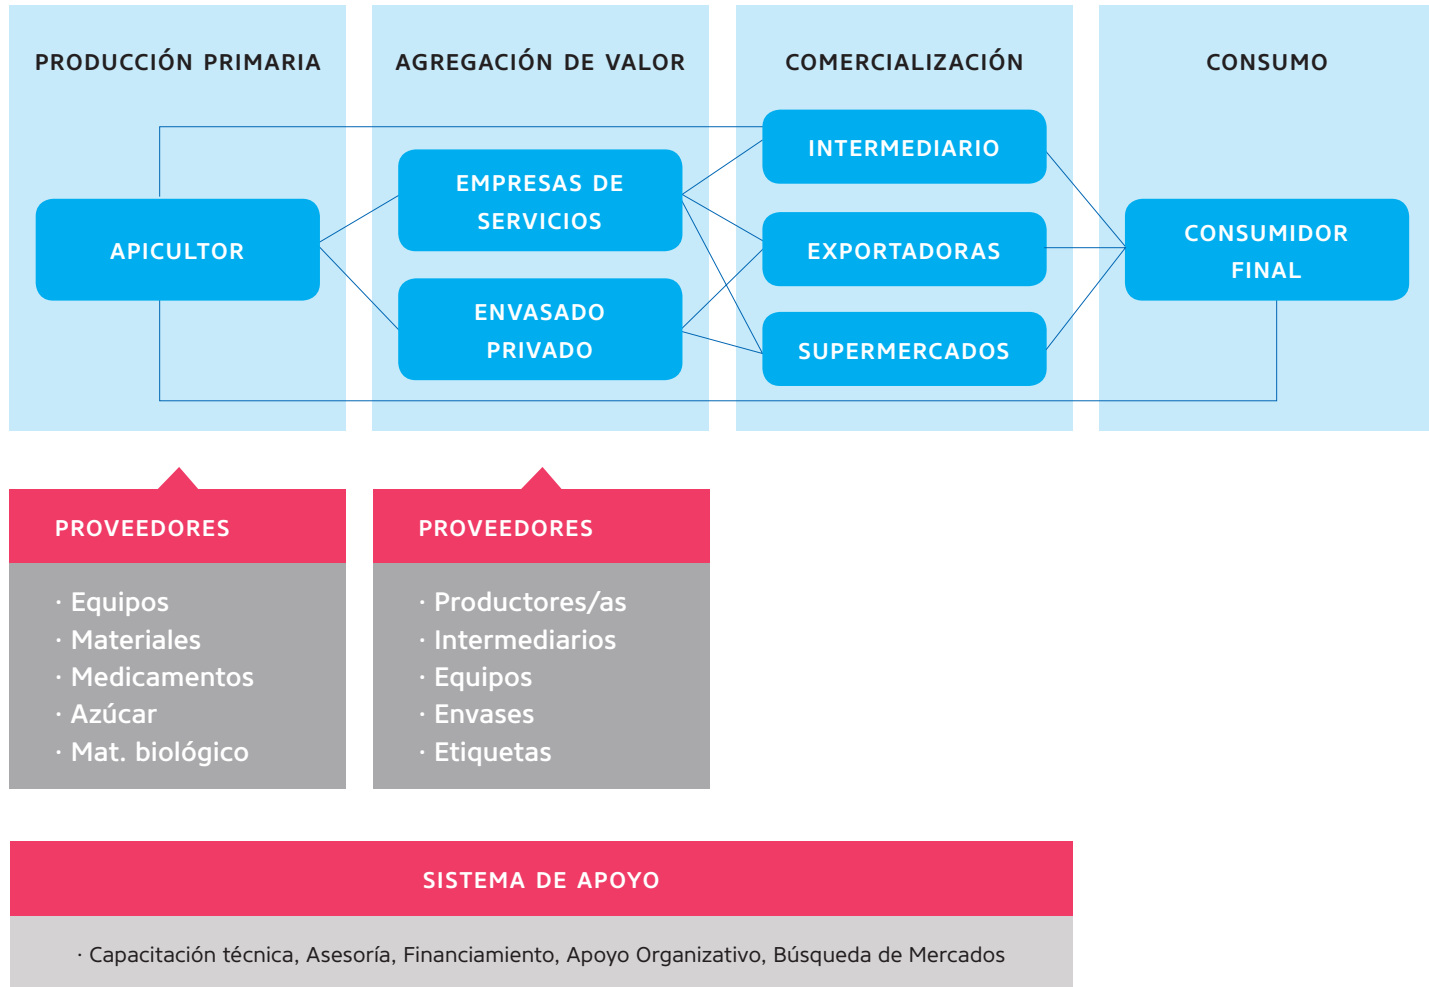 PRODUCCIÓN PRIMARIA
AGREGACIÓN DE VALOR
COMERCIALIZACIÓN
CONSUMO
APICULTOR
EMPRESAS DE
SERVICIOS
ENVASADO
PRIVADO
INTERMEDIARIO
EXPORTADORAS
SUPERMERCADOS
CONSUMIDOR
FINAL
PROVEEDORES
· Equipos
· Materiales
· Medicamentos
· Azúcar
· Mat. biológico
PROVEEDORES
· Productores/as
· Intermediarios
· Equipos
· Envases
· Etiquetas
SISTEMA DE APOYO
· Capacitación técnica, Asesoría, Financiamiento, Apoyo Organizativo, Búsqueda de Mercados